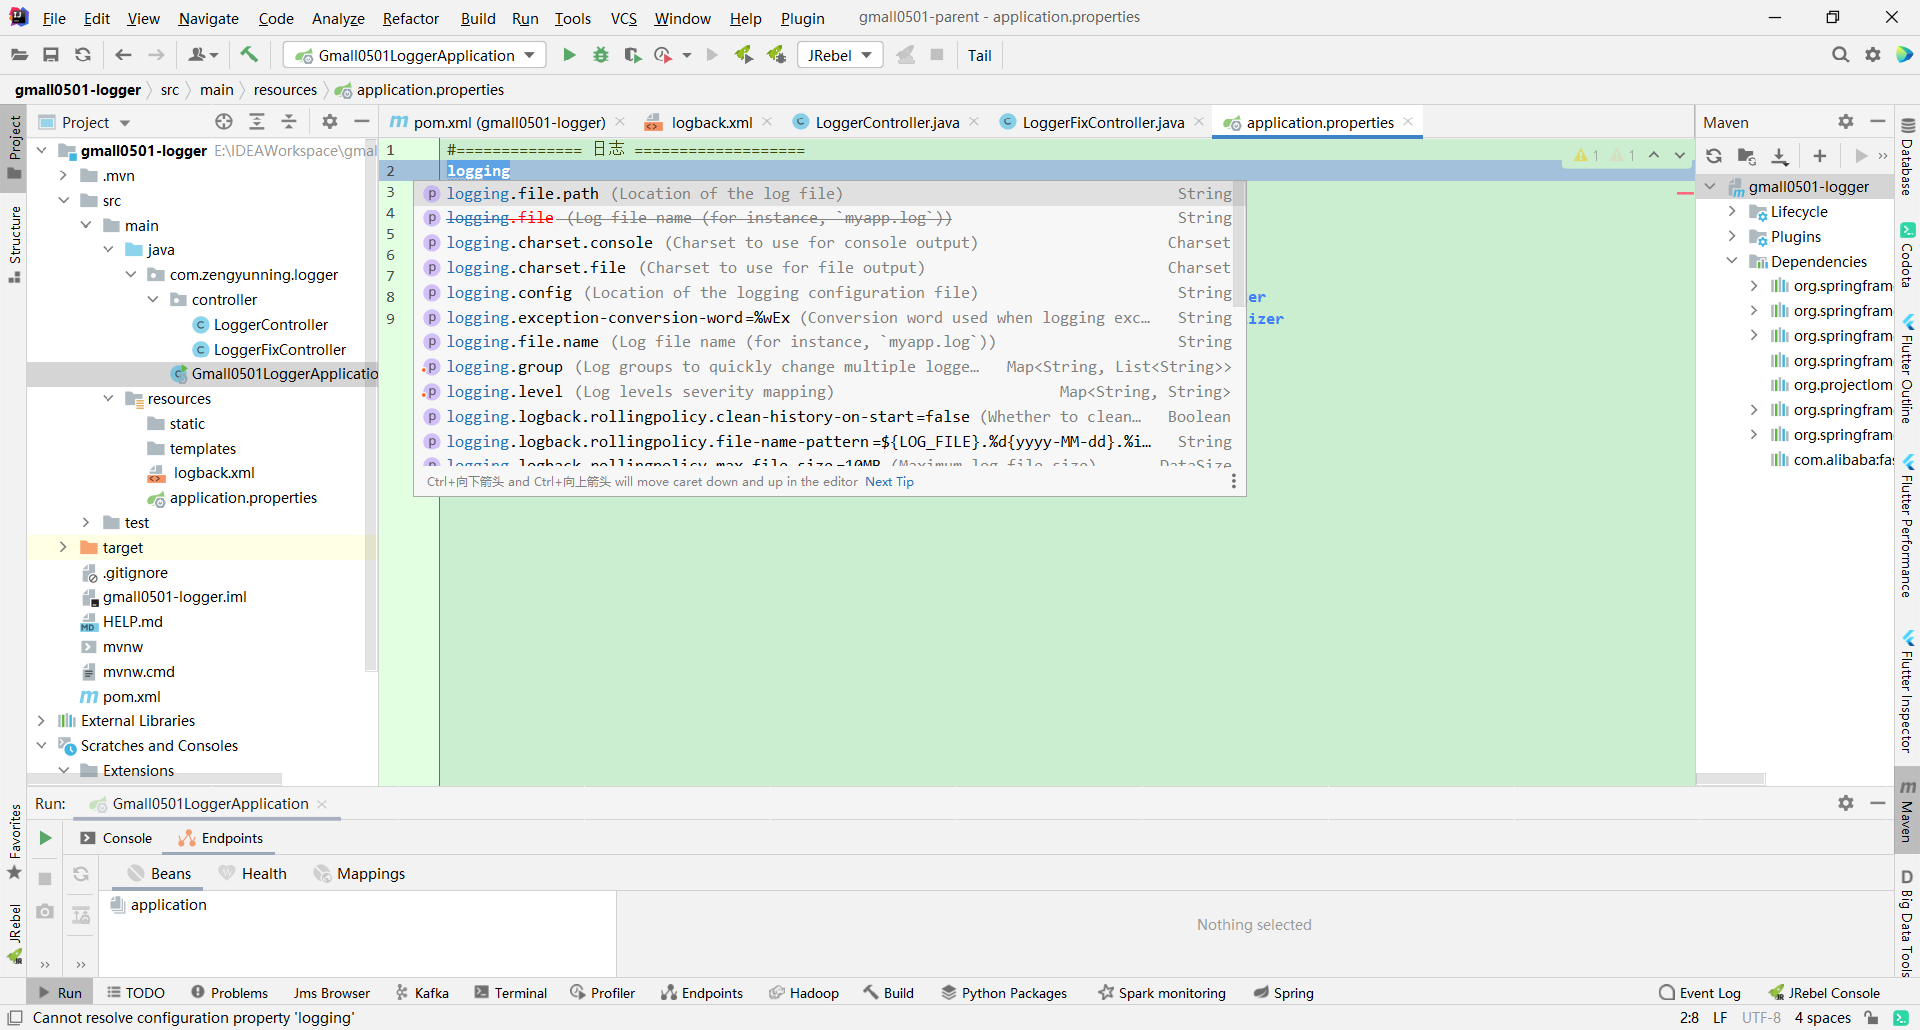 File Edit View Navigate Code Analyze Refactor Build Run Tools VCS Window Help Plugin gmall0501-parent - application.properties
Gmall0501LoggerApplication JRebel Tail
gmall0501-logger src main resources application.properties
Project
pom.xml (gmall0501-logger) logback.xml LoggerController.java LoggerFixController.java application.properties
Maven
gmall0501-logger E:\IDEAWorkspace\gmal
.mvn
src
main
java
com.zengyunning.logger
controller
LoggerController
LoggerFixController
Gmall0501LoggerApplicatio
resources
static
templates
logback.xml
application.properties
test
target
.gitignore
gmall0501-logger.iml
HELP.md
mvnw
mvnw.cmd
pom.xml
External Libraries
Scratches and Consoles
Extensions
1 #============== 日志 ===================
2 logging
3
4
5
6
7
8
9
1 1
er
izer
logging.file.path (Location of the log file) String
logging.file (Log file name (for instance, `myapp.log`)) String
logging.charset.console (Charset to use for console output) Charset
logging.charset.file (Charset to use for file output) Charset
logging.config (Location of the logging configuration file) String
logging.exception-conversion-word=%wEx (Conversion word used when logging exc… String
logging.file.name (Log file name (for instance, `myapp.log`)) String
logging.group (Log groups to quickly change multiple logge… Map<String, List<String>>
logging.level (Log levels severity mapping) Map<String, String>
logging.logback.rollingpolicy.clean-history-on-start=false (Whether to clean… Boolean
logging.logback.rollingpolicy.file-name-pattern=${LOG_FILE}.%d{yyyy-MM-dd}.%i… String
logging.logback.rollingpolicy.max-file-size=10MB (Maximum log file size) DataSize
Ctrl+向下箭头 and Ctrl+向上箭头 will move caret down and up in the editor Next Tip
gmall0501-logger
Lifecycle
Plugins
Dependencies
org.springfram
org.springfram
org.springfram
org.springfram
org.projectlom
org.springfram
org.springfram
com.alibaba:fas
Project
Structure
Favorites
JRebel
Database
Codota
Flutter Outline
Flutter Performance
Flutter Inspector
Maven
Big Data Tools
Run: Gmall0501LoggerApplication
Console Endpoints
Beans Health Mappings
application
Nothing selected
Run TODO Problems Jms Browser Kafka Terminal Profiler Endpoints Hadoop Build Python Packages Spark monitoring Spring Event Log JRebel Console
Cannot resolve configuration property 'logging' 2:8 LF UTF-8 4 spaces